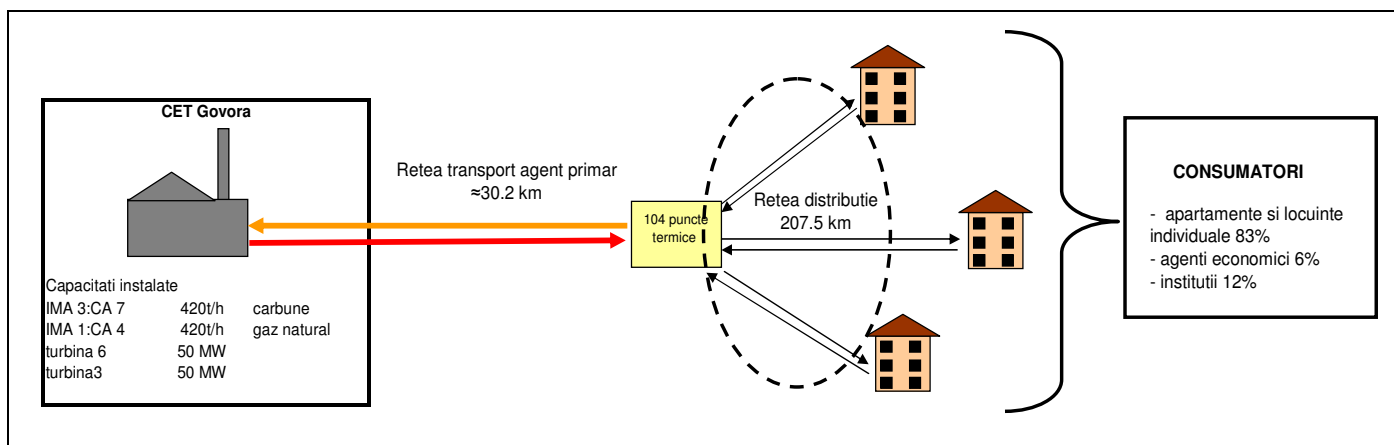 CET Govora
Retea transport agent primar
≈30.2 km
Capacitati instalate
IMA 3:CA 7 420t/h carbune
IMA 1:CA 4 420t/h gaz natural
turbina 6 50 MW
turbina3 50 MW
104 puncte
termice
Retea distributie
207.5 km
CONSUMATORI
- apartamente si locuinte
individuale 83%
- agenti economici 6%
- institutii 12%